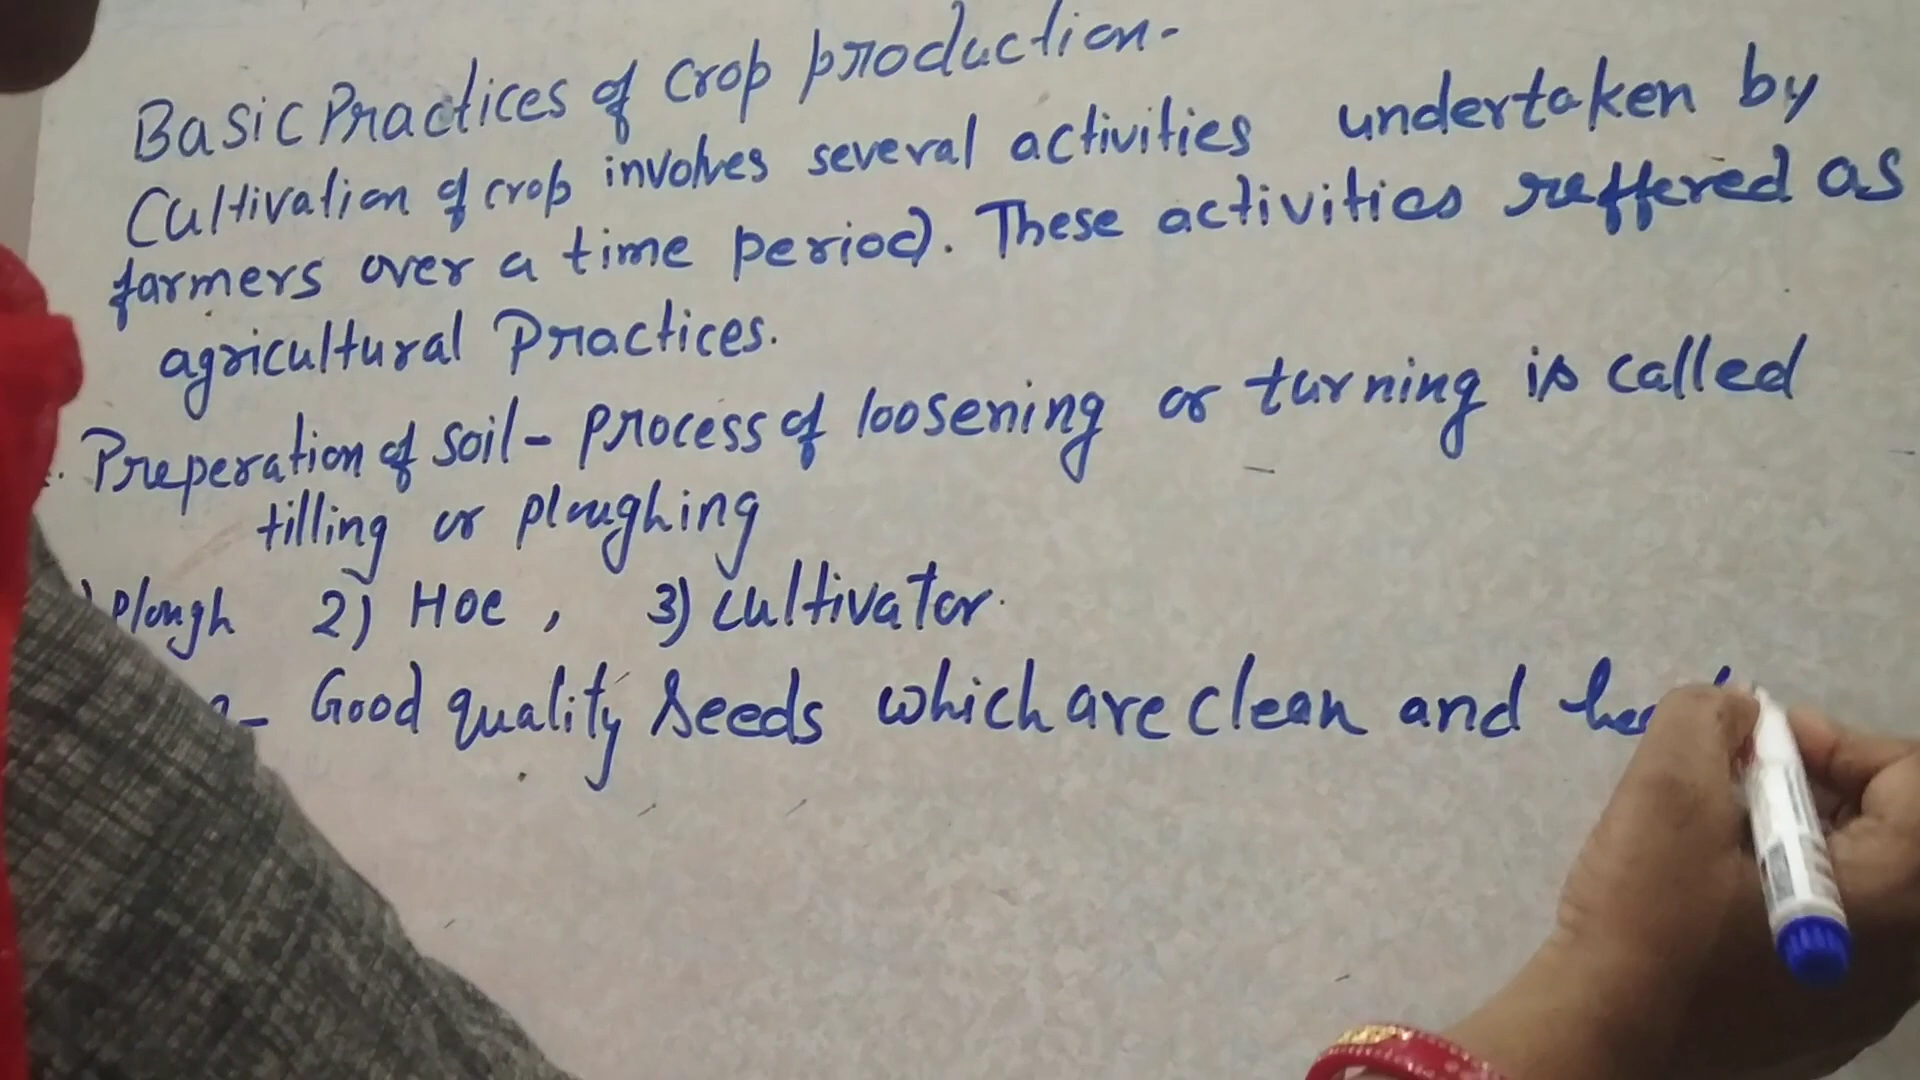 Basic Practices of crop production-
Cultivation of crop involves several activities undertaken by
farmers over a time period. These activities reffered as
agricultural Practices.
Preperation of soil - process of loosening or turning is called
tilling or ploughing
plough 2) Hoe , 3) cultivator.
- Good quality seeds which are clean and